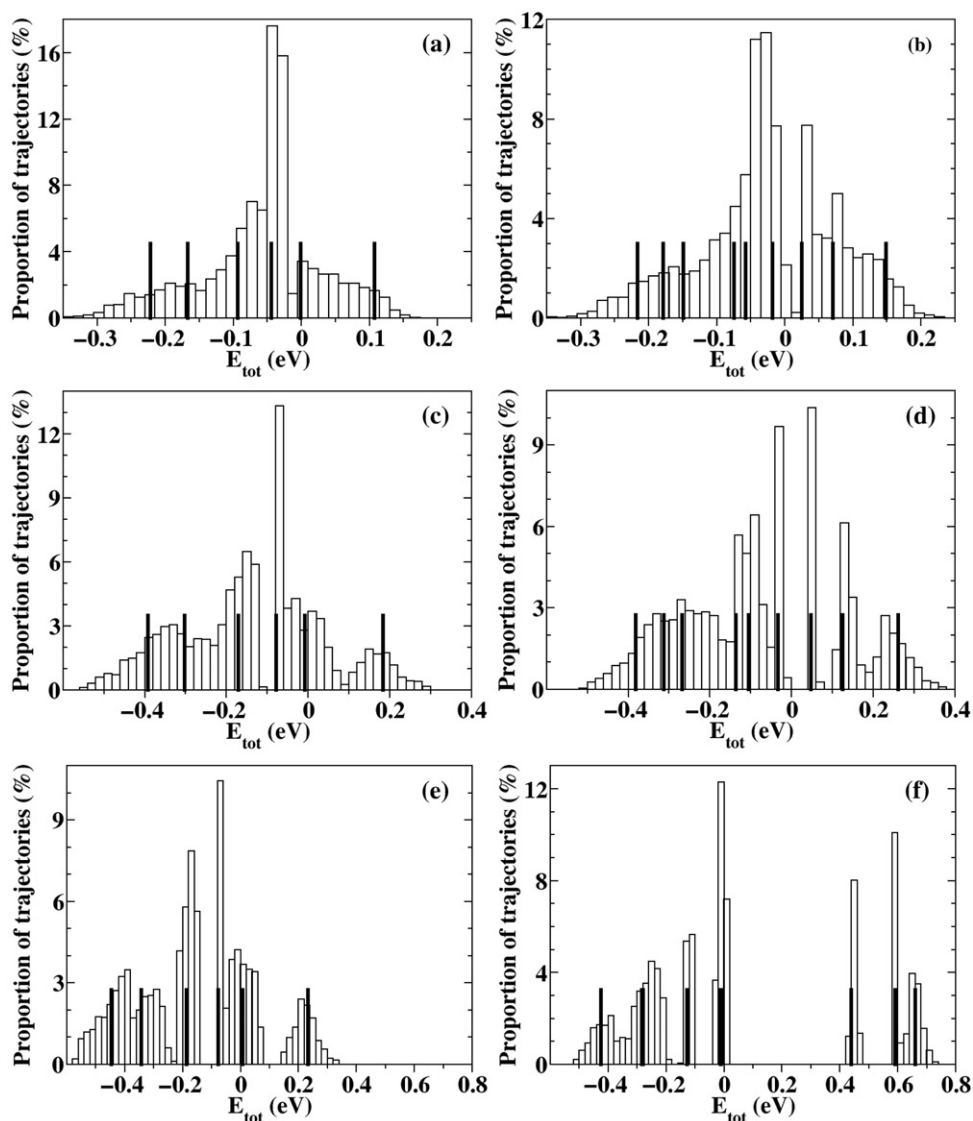 (a)
Proportion of trajectories (%)
16
12
8
4
0
−0.3 −0.2 −0.1 0 0.1 0.2
E_tot (eV)
(b)
Proportion of trajectories (%)
12
8
4
0
−0.3 −0.2 −0.1 0 0.1 0.2
E_tot (eV)
(c)
Proportion of trajectories (%)
12
9
6
3
0
−0.4 −0.2 0 0.2 0.4
E_tot (eV)
(d)
Proportion of trajectories (%)
9
6
3
0
−0.4 −0.2 0 0.2 0.4
E_tot (eV)
(e)
Proportion of trajectories (%)
9
6
3
0
−0.4 −0.2 0 0.2 0.4 0.6 0.8
E_tot (eV)
(f)
Proportion of trajectories (%)
12
8
4
0
−0.4 −0.2 0 0.2 0.4 0.6 0.8
E_tot (eV)